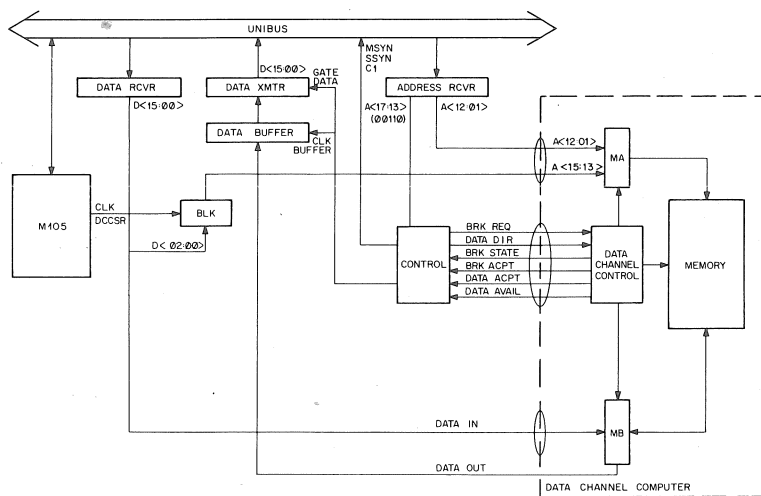 UNIBUS
MSYN
SSYN
C1
D<15:00>
GATE
DATA
DATA RCVR
DATA XMTR
ADDRESS RCVR
D<15:00>
A<17:13>
(00110)
A<12:01>
DATA BUFFER
CLK
BUFFER
A<12:01>
MA
A<15:13>
M105
CLK
DCCSR
BLK
D<02:00>
CONTROL
BRK REQ
DATA DIR
BRK STATE
BRK ACPT
DATA ACPT
DATA AVAIL
DATA
CHANNEL
CONTROL
MEMORY
DATA IN
MB
DATA OUT
DATA CHANNEL COMPUTER